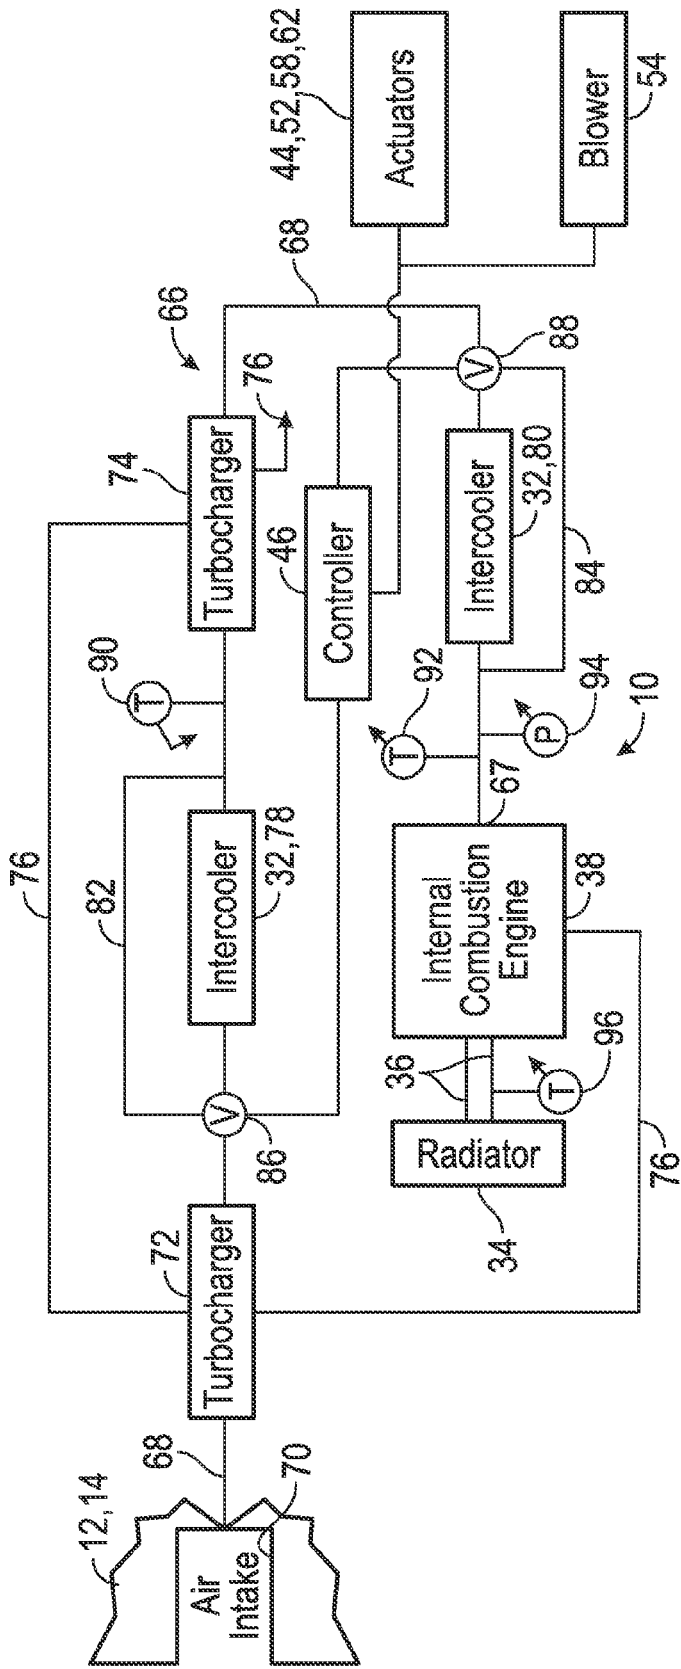 12,14
Air
Intake
70
68
Turbocharger
72
76
V
86
82
Intercooler
32,78
T
90
Turbocharger
74
76
66
68
Controller
46
Actuators
44,52,58,62
Blower
54
V
88
Intercooler
32,80
84
T
92
P
94
10
67
Internal
Combustion
Engine
38
36
T
96
Radiator
34
76